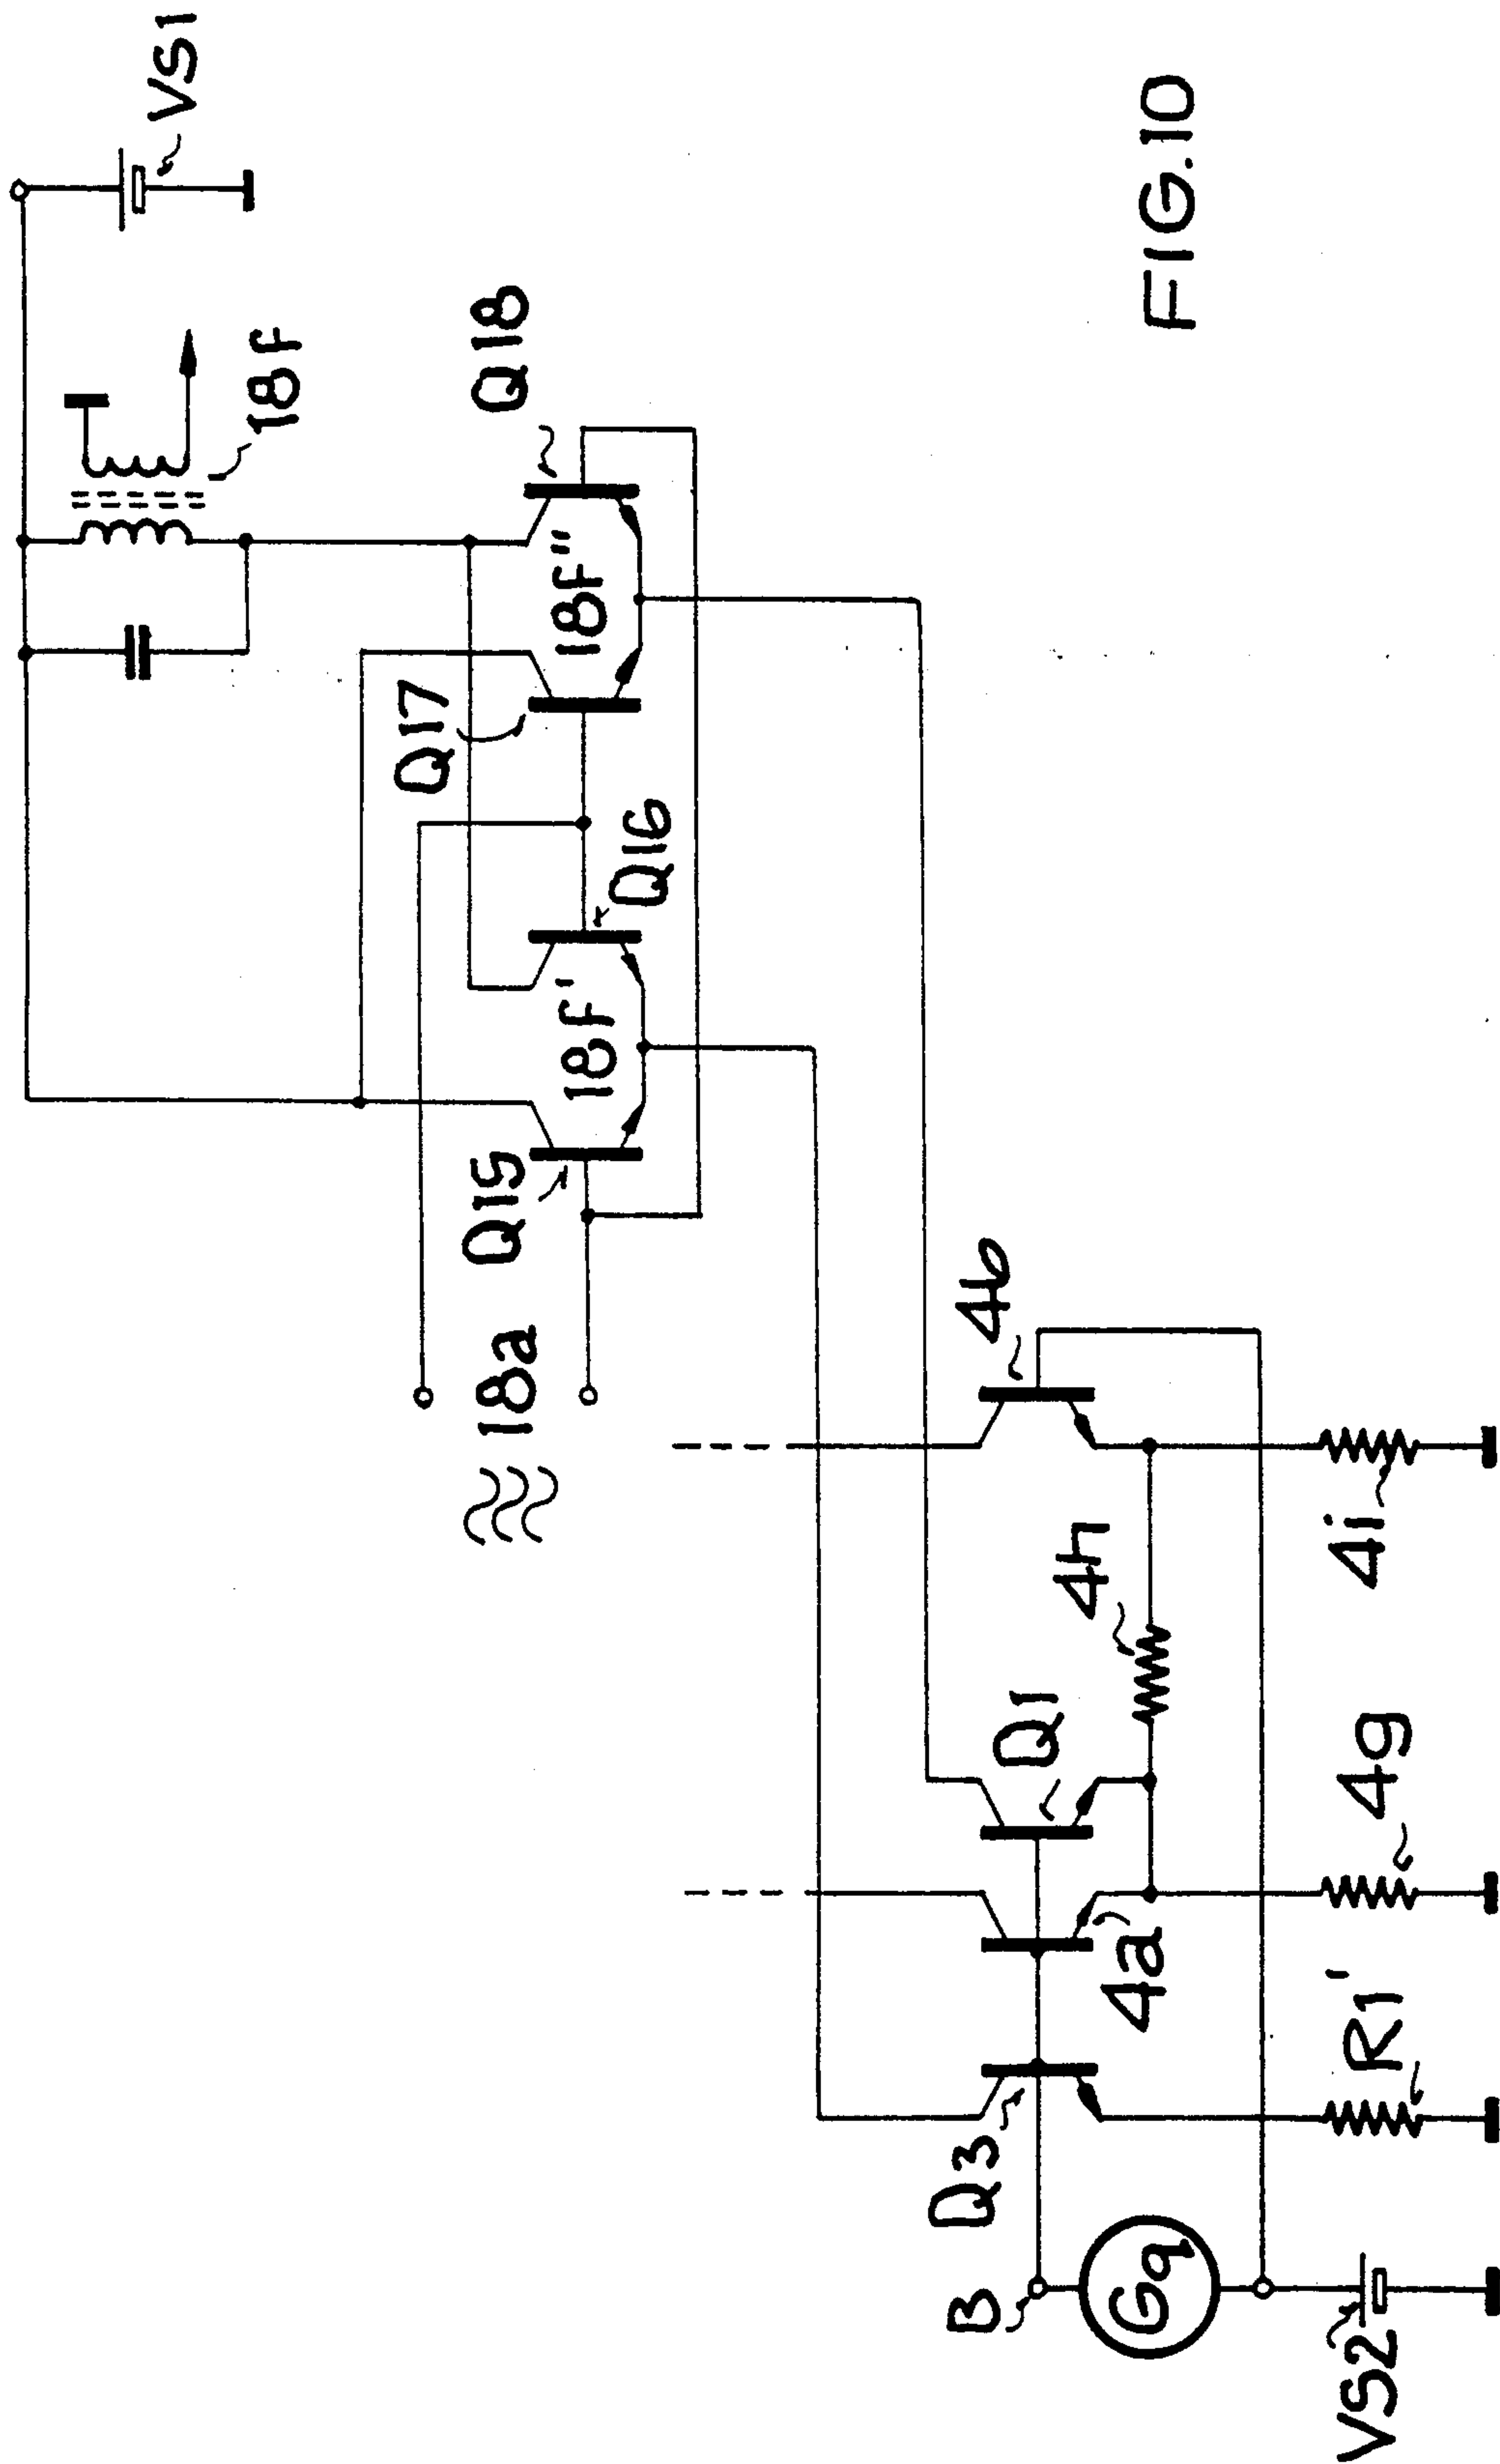 VS1
18f
Q18
18f"
Q17
Q16
18f'
Q15
18a
4b
4h
4i
Q1
4g
4a'
R1'
Q3
B
Gq
VS2
FIG.10